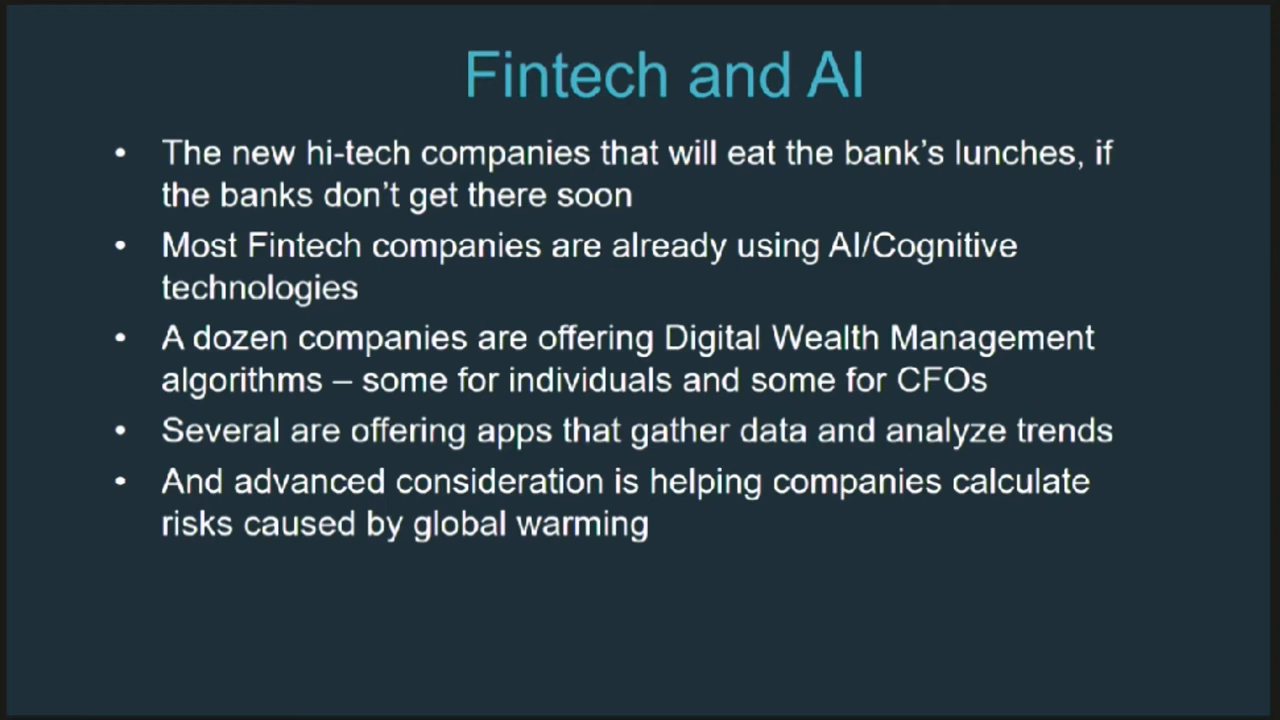 Fintech and AI
• The new hi-tech companies that will eat the bank’s lunches, if
the banks don’t get there soon
• Most Fintech companies are already using AI/Cognitive
technologies
• A dozen companies are offering Digital Wealth Management
algorithms – some for individuals and some for CFOs
• Several are offering apps that gather data and analyze trends
• And advanced consideration is helping companies calculate
risks caused by global warming